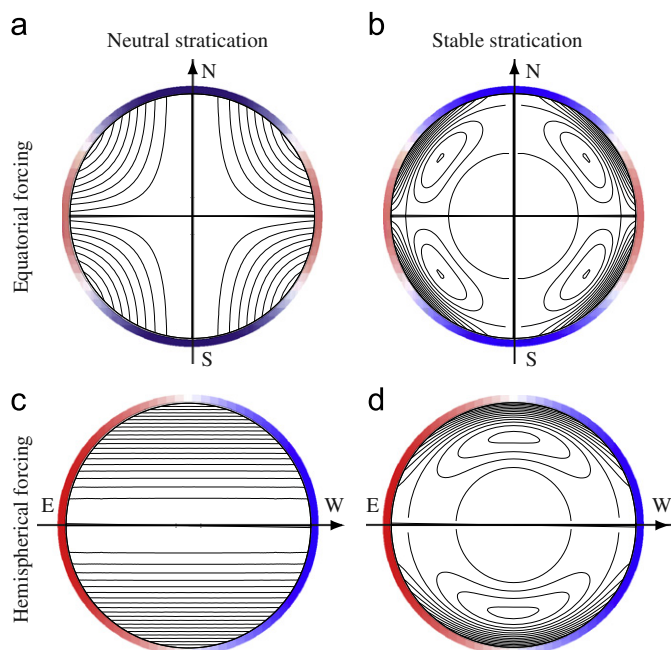 a
b
Neutral stratication
Stable stratication
N
N
Equatorial forcing
S
S
c
d
Hemispherical forcing
E
W
E
W